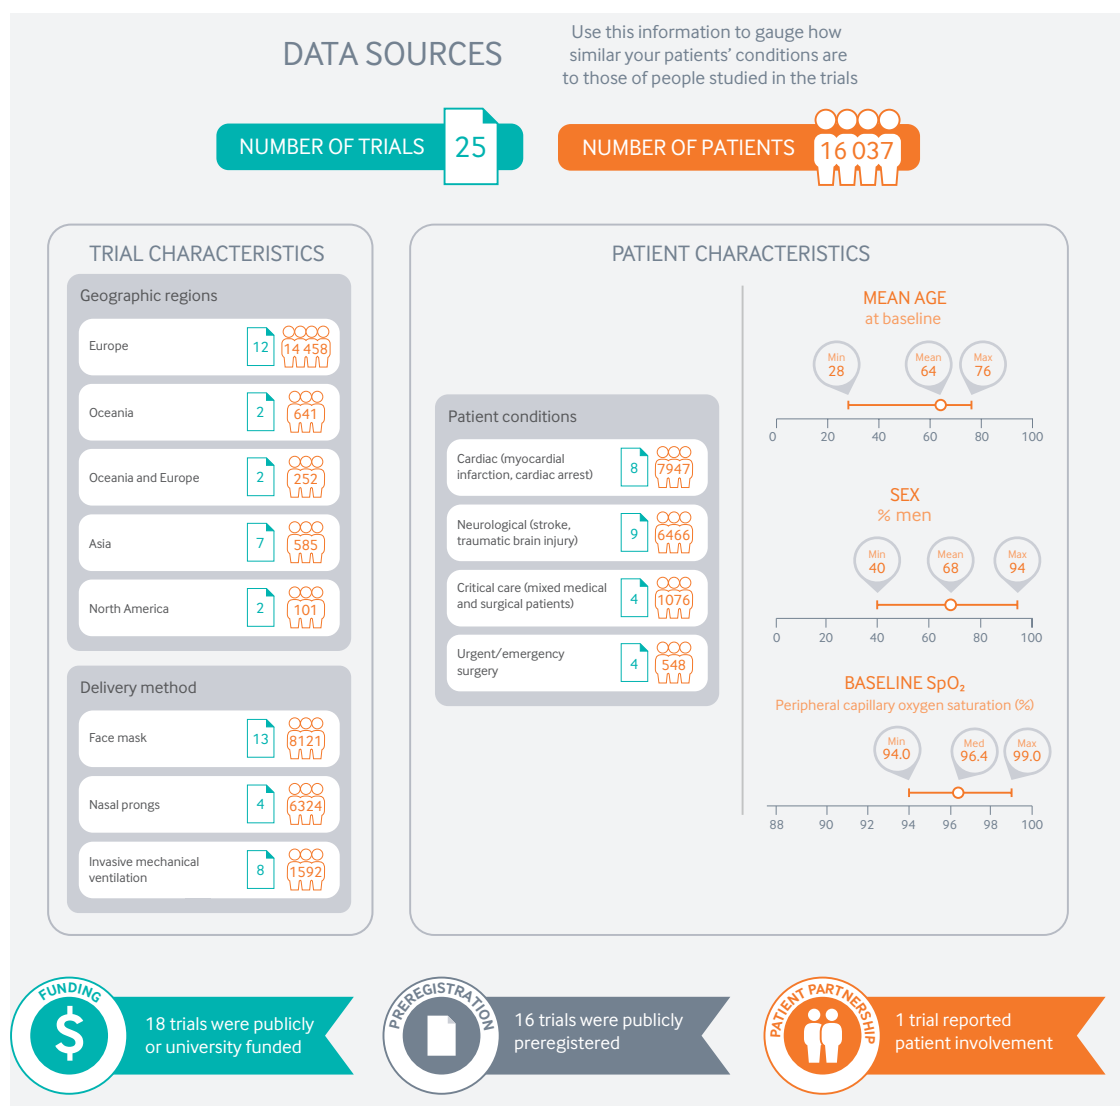 DATA SOURCES
Use this information to gauge how
similar your patients’ conditions are
to those of people studied in the trials
NUMBER OF TRIALS 25
NUMBER OF PATIENTS 16 037
TRIAL CHARACTERISTICS
Geographic regions
Europe 12 14 458
Oceania 2 641
Oceania and Europe 2 252
Asia 7 585
North America 2 101
Delivery method
Face mask 13 8121
Nasal prongs 4 6324
Invasive mechanical
ventilation 8 1592
PATIENT CHARACTERISTICS
Patient conditions
Cardiac (myocardial
infarction, cardiac arrest) 8 7947
Neurological (stroke,
traumatic brain injury) 9 6466
Critical care (mixed medical
and surgical patients) 4 1076
Urgent/emergency
surgery 4 548
MEAN AGE
at baseline
Min Mean Max
28 64 76
0 20 40 60 80 100
SEX
% men
Min Mean Max
40 68 94
0 20 40 60 80 100
BASELINE SpO₂
Peripheral capillary oxygen saturation (%)
Min Med Max
94.0 96.4 99.0
88 90 92 94 96 98 100
FUNDING
$
18 trials were publicly
or university funded
PREREGISTRATION
16 trials were publicly
preregistered
PATIENT PARTNERSHIP
1 trial reported
patient involvement